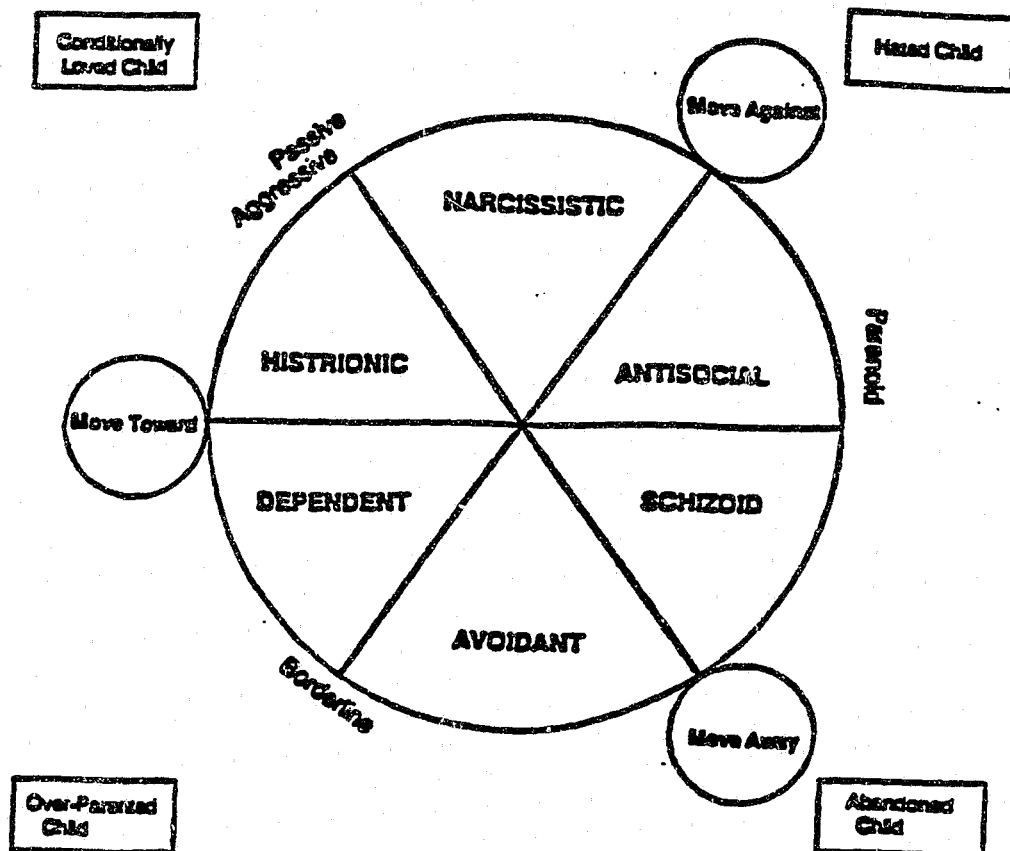 Conditionally
Loved Child
Hated Child
Move Against
Passive
Aggressive
NARCISSISTIC
HISTRIONIC
ANTISOCIAL
Paranoid
Move Toward
DEPENDENT
SCHIZOID
AVOIDANT
Borderline
Move Away
Over-Parented
Child
Abandoned
Child